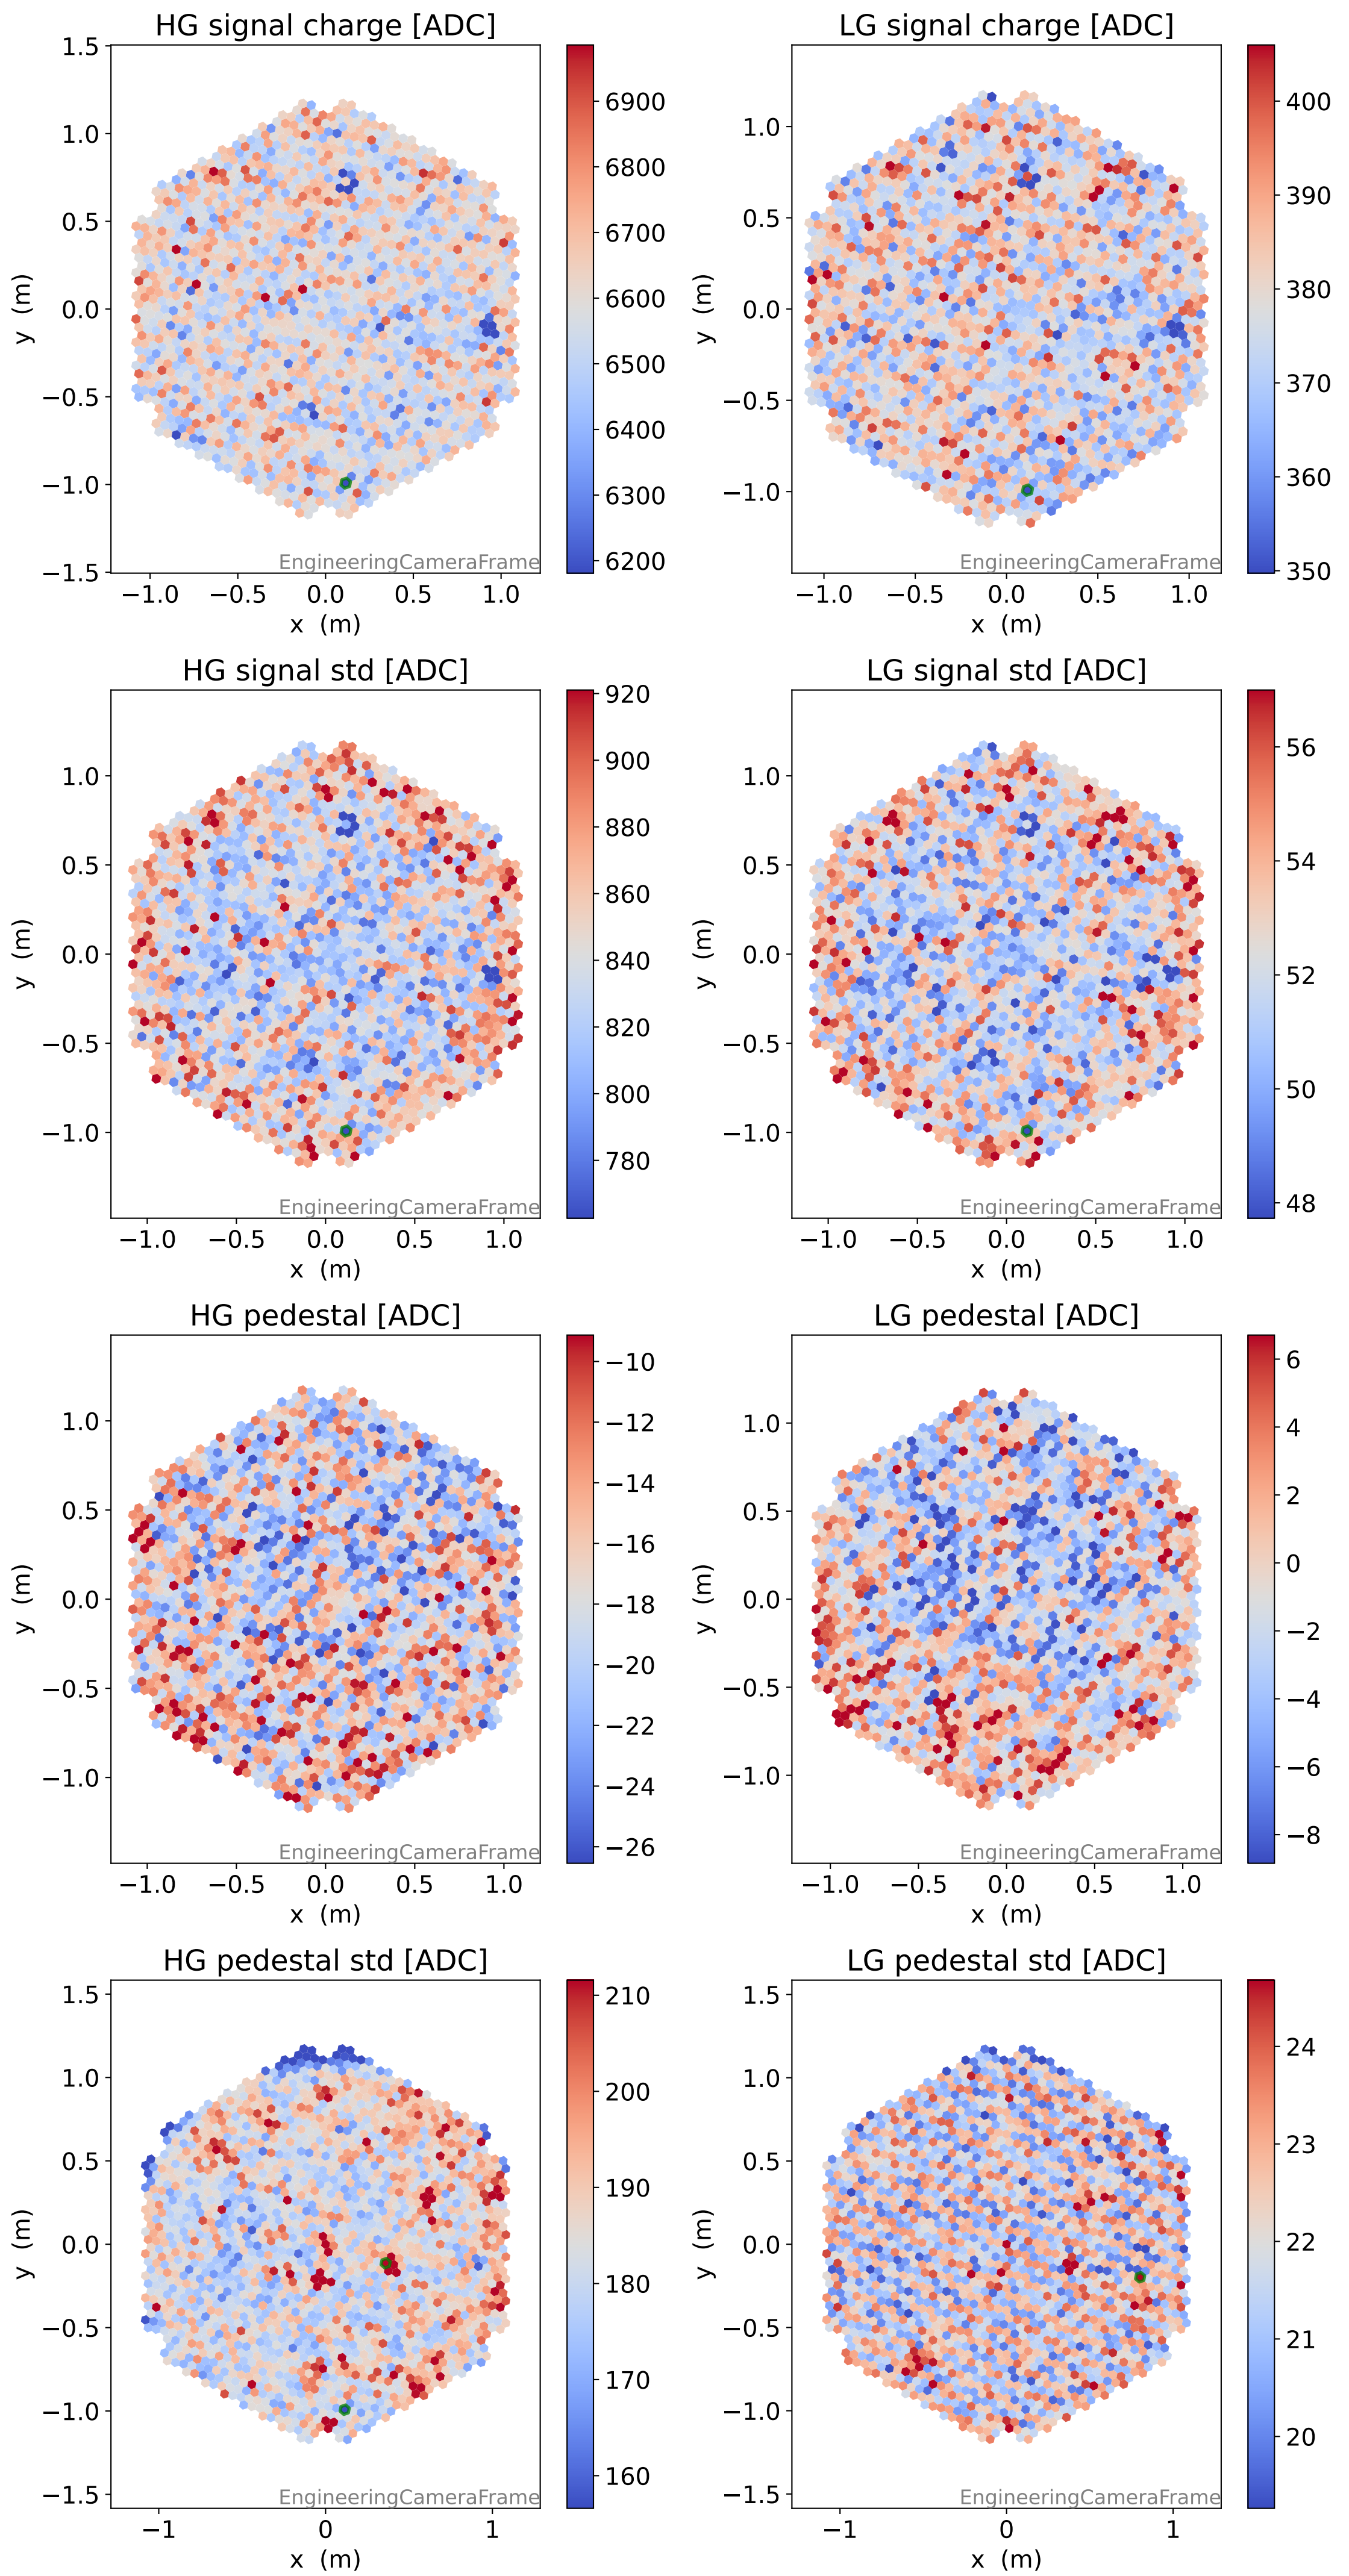 HG signal charge [ADC]
1.5
1.0
0.5
0.0
−0.5
−1.0
−1.5
y (m)
−1.0 −0.5 0.0 0.5 1.0
x (m)
EngineeringCameraFrame
6900
6800
6700
6600
6500
6400
6300
6200
LG signal charge [ADC]
1.0
0.5
0.0
−0.5
−1.0
y (m)
−1.0 −0.5 0.0 0.5 1.0
x (m)
EngineeringCameraFrame
400
390
380
370
360
350
HG signal std [ADC]
1.0
0.5
0.0
−0.5
−1.0
y (m)
−1.0 −0.5 0.0 0.5 1.0
x (m)
EngineeringCameraFrame
920
900
880
860
840
820
800
780
LG signal std [ADC]
1.0
0.5
0.0
−0.5
−1.0
y (m)
−1.0 −0.5 0.0 0.5 1.0
x (m)
EngineeringCameraFrame
56
54
52
50
48
HG pedestal [ADC]
1.0
0.5
0.0
−0.5
−1.0
y (m)
−1.0 −0.5 0.0 0.5 1.0
x (m)
EngineeringCameraFrame
−10
−12
−14
−16
−18
−20
−22
−24
−26
LG pedestal [ADC]
1.0
0.5
0.0
−0.5
−1.0
y (m)
−1.0 −0.5 0.0 0.5 1.0
x (m)
EngineeringCameraFrame
6
4
2
0
−2
−4
−6
−8
HG pedestal std [ADC]
1.5
1.0
0.5
0.0
−0.5
−1.0
−1.5
y (m)
−1 0 1
x (m)
EngineeringCameraFrame
210
200
190
180
170
160
LG pedestal std [ADC]
1.5
1.0
0.5
0.0
−0.5
−1.0
−1.5
y (m)
−1 0 1
x (m)
EngineeringCameraFrame
24
23
22
21
20